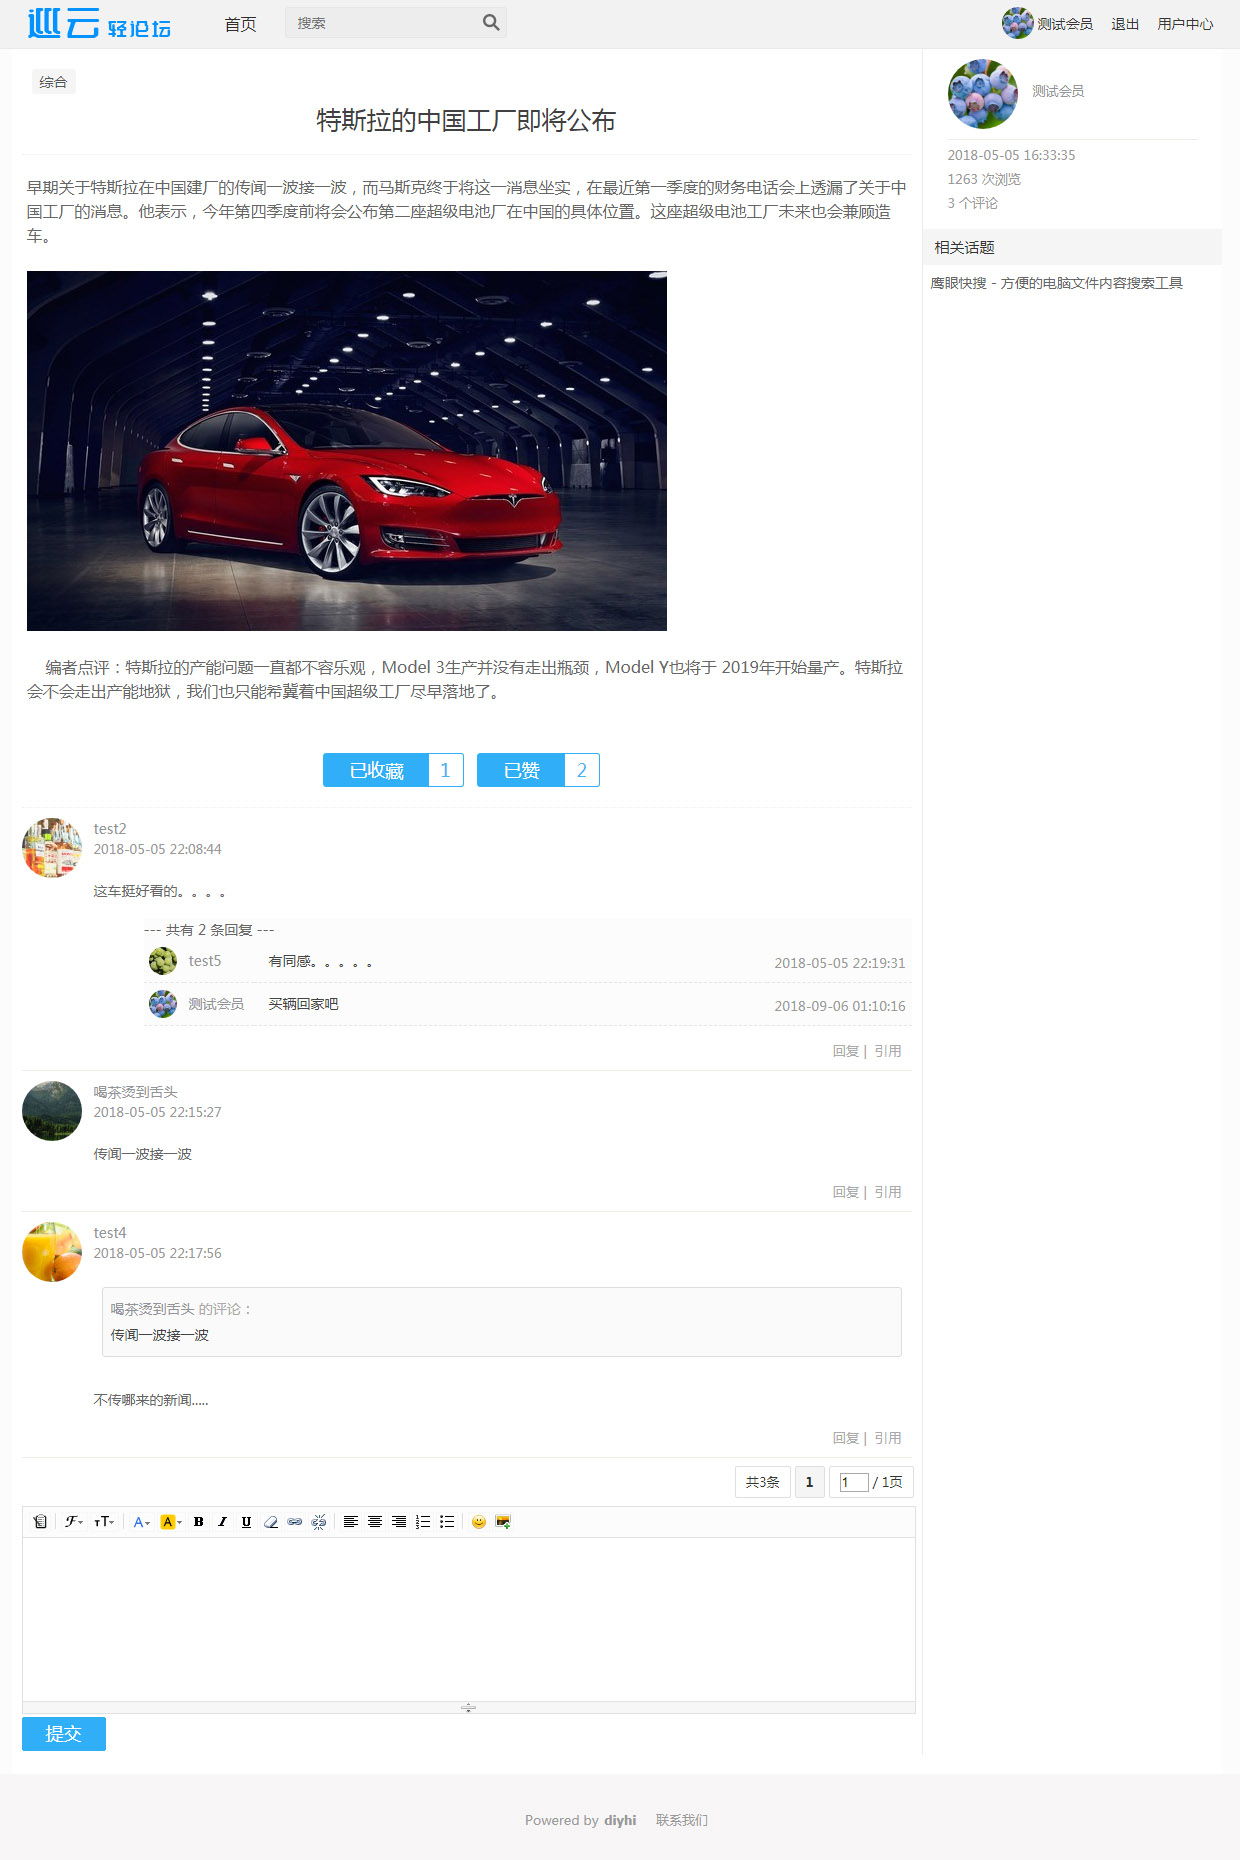 巡云 轻论坛
首页
搜索
测试会员
退出
用户中心
综合
特斯拉的中国工厂即将公布
早期关于特斯拉在中国建厂的传闻一波接一波，而马斯克终于将这一消息坐实，在最近第一季度的财务电话会上透漏了关于中
国工厂的消息。他表示，今年第四季度前将会公布第二座超级电池厂在中国的具体位置。这座超级电池工厂未来也会兼顾造
车。
编者点评：特斯拉的产能问题一直都不容乐观，Model 3生产并没有走出瓶颈，Model Y也将于 2019年开始量产。特斯拉
会不会走出产能地狱，我们也只能希冀着中国超级工厂尽早落地了。
已收藏 1
已赞 2
test2
2018-05-05 22:08:44
这车挺好看的。。。。
--- 共有 2 条回复 ---
test5 有同感。。。。。 2018-05-05 22:19:31
测试会员 买辆回家吧 2018-09-06 01:10:16
回复 | 引用
喝茶烫到舌头
2018-05-05 22:15:27
传闻一波接一波
回复 | 引用
test4
2018-05-05 22:17:56
喝茶烫到舌头 的评论：
传闻一波接一波
不传哪来的新闻.....
回复 | 引用
共3条 1 1 / 1页
提交
测试会员
2018-05-05 16:33:35
1263 次浏览
3 个评论
相关话题
鹰眼快搜 - 方便的电脑文件内容搜索工具
Powered by diyhi 联系我们